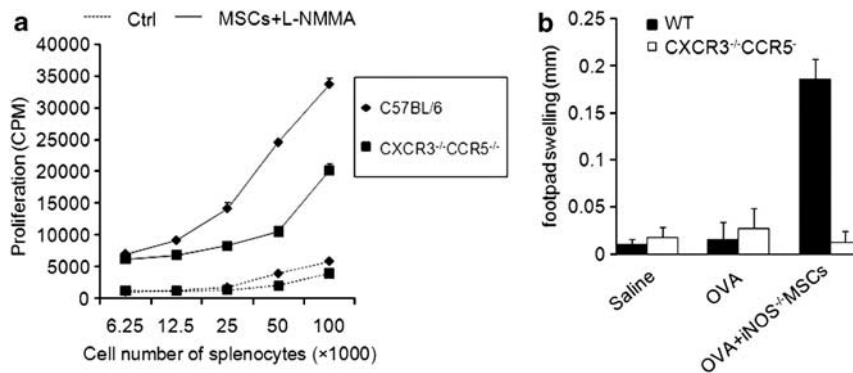 a
Ctrl
MSCs+L-NMMA
Proliferation (CPM)
40000
35000
30000
25000
20000
15000
10000
5000
0
6.25 12.5 25 50 100
Cell number of splenocytes (×1000)
C57BL/6
CXCR3-/-CCR5-/-
b
WT
CXCR3-/-CCR5-
footpad swelling (mm)
0.25
0.2
0.15
0.1
0.05
0
Saline
OVA
OVA+iNOS-/-MSCs